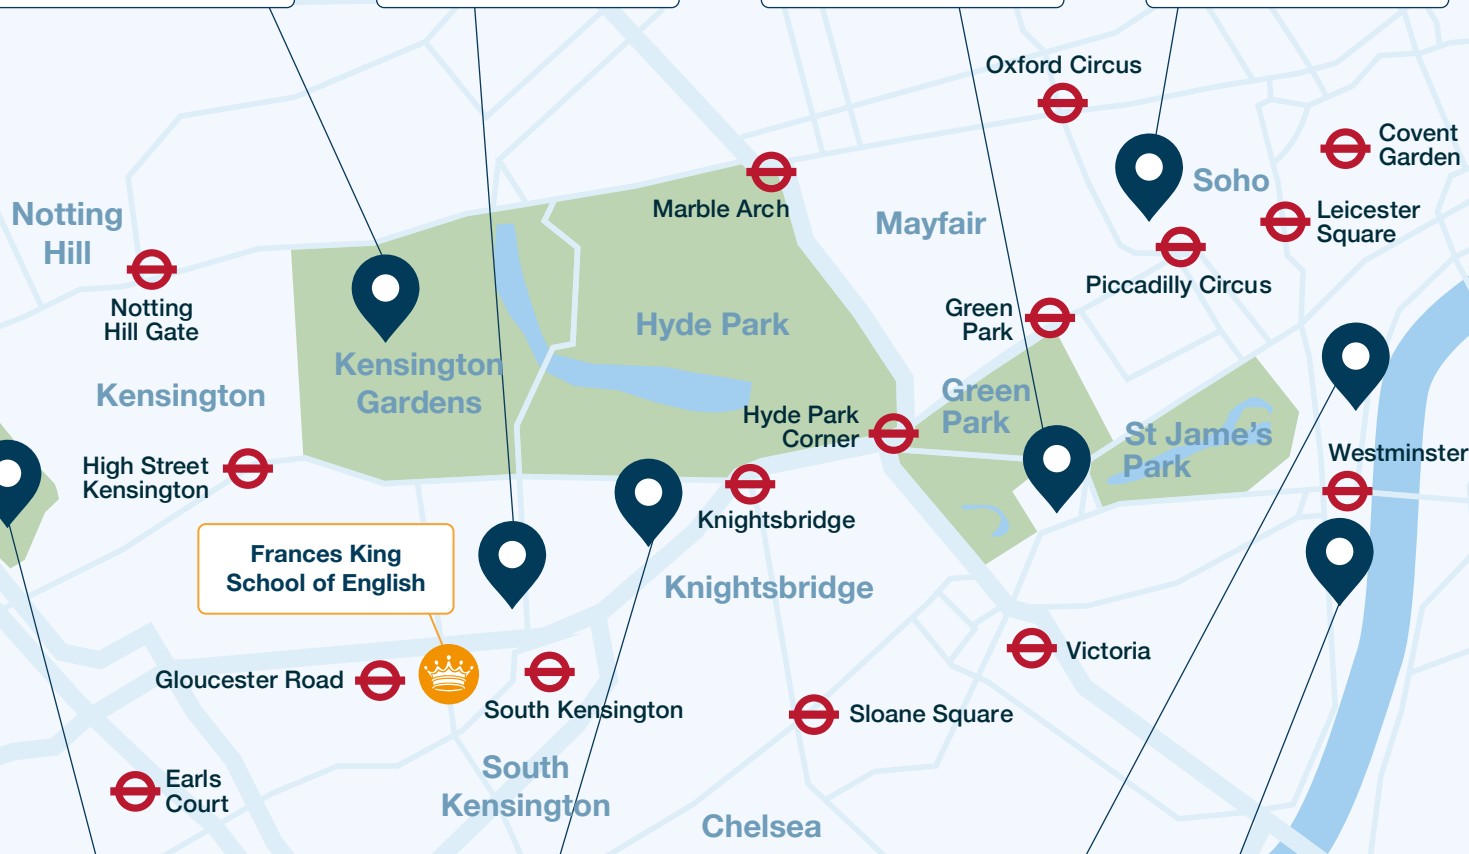 Oxford Circus
Covent
Garden
Soho
Marble Arch
Notting
Hill
Leicester
Square
Mayfair
Piccadilly Circus
Notting
Hill Gate
Green
Park
Hyde Park
Kensington
Gardens
Kensington
Green
Park
Hyde Park
Corner
St Jame's
Park
Westminster
High Street
Kensington
Knightsbridge
Frances King
School of English
Knightsbridge
Victoria
Gloucester Road
South Kensington
Sloane Square
South
Kensington
Earls
Court
Chelsea